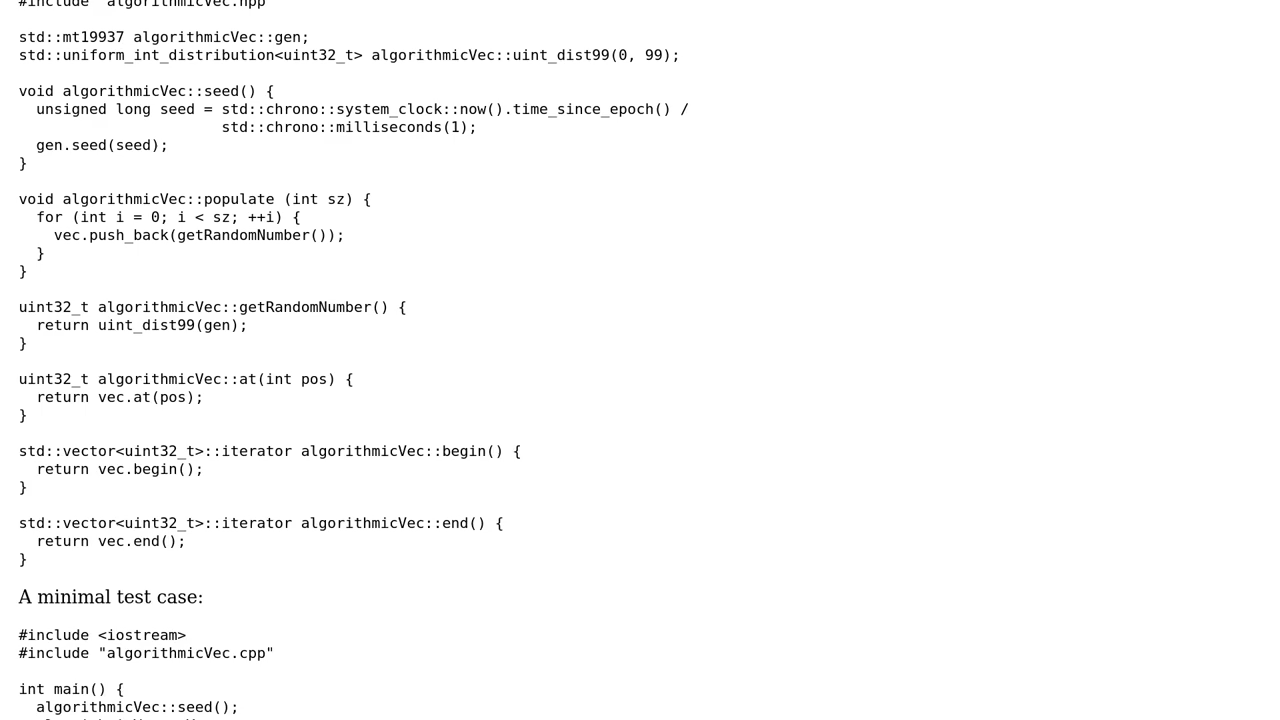 #include "algorithmicVec.hpp"

std::mt19937 algorithmicVec::gen;
std::uniform_int_distribution<uint32_t> algorithmicVec::uint_dist99(0, 99);

void algorithmicVec::seed() {
  unsigned long seed = std::chrono::system_clock::now().time_since_epoch() /
                       std::chrono::milliseconds(1);
  gen.seed(seed);
}

void algorithmicVec::populate (int sz) {
  for (int i = 0; i < sz; ++i) {
    vec.push_back(getRandomNumber());
  }
}

uint32_t algorithmicVec::getRandomNumber() {
  return uint_dist99(gen);
}

uint32_t algorithmicVec::at(int pos) {
  return vec.at(pos);
}

std::vector<uint32_t>::iterator algorithmicVec::begin() {
  return vec.begin();
}

std::vector<uint32_t>::iterator algorithmicVec::end() {
  return vec.end();
}

A minimal test case:

#include <iostream>
#include "algorithmicVec.cpp"

int main() {
  algorithmicVec::seed();